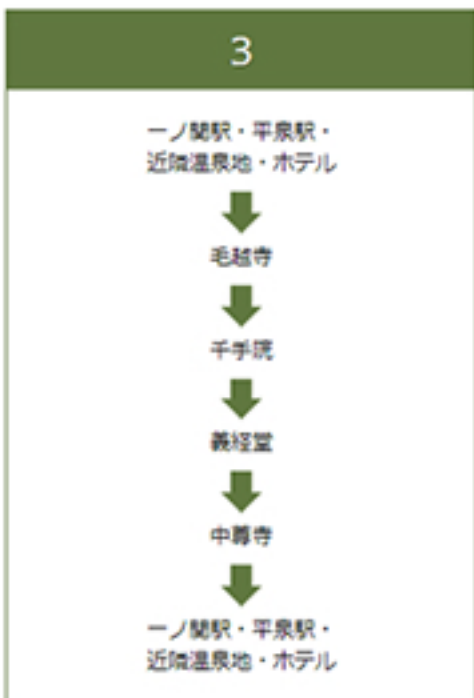 3
一ノ関駅・平泉駅・
近隣温泉地・ホテル
毛越寺
千手院
義経堂
中尊寺
一ノ関駅・平泉駅・
近隣温泉地・ホテル